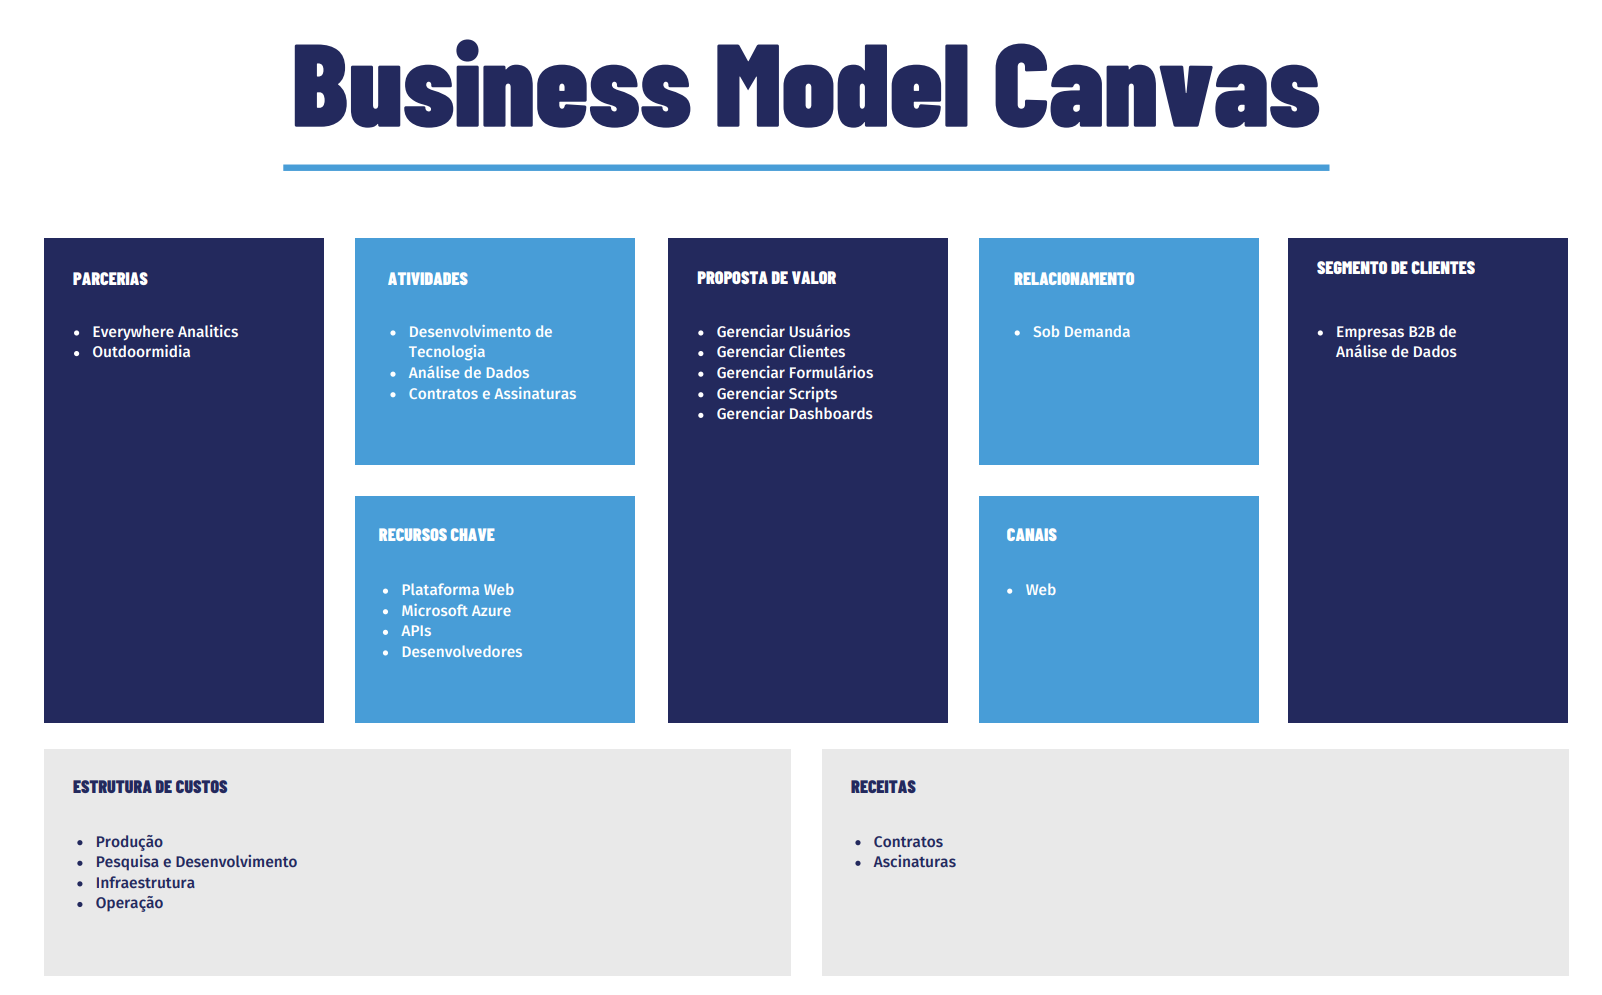 Business Model Canvas
PARCERIAS
• Everywhere Analitics
• Outdoormidia
ATIVIDADES
• Desenvolvimento de
Tecnologia
• Análise de Dados
• Contratos e Assinaturas
RECURSOS CHAVE
• Plataforma Web
• Microsoft Azure
• APIs
• Desenvolvedores
PROPOSTA DE VALOR
• Gerenciar Usuários
• Gerenciar Clientes
• Gerenciar Formulários
• Gerenciar Scripts
• Gerenciar Dashboards
RELACIONAMENTO
• Sob Demanda
CANAIS
• Web
SEGMENTO DE CLIENTES
• Empresas B2B de
Análise de Dados
ESTRUTURA DE CUSTOS
• Produção
• Pesquisa e Desenvolvimento
• Infraestrutura
• Operação
RECEITAS
• Contratos
• Ascinaturas